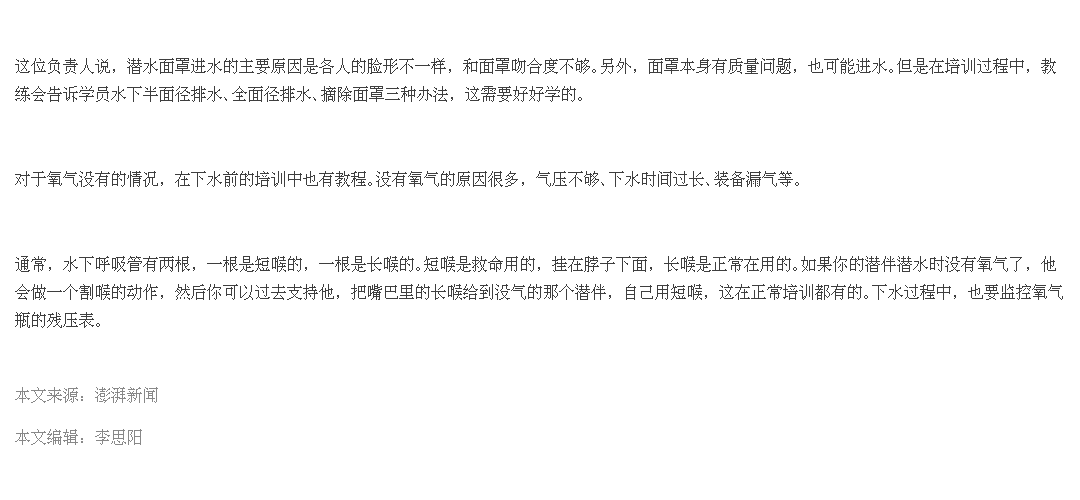 这位负责人说，潜水面罩进水的主要原因是各人的脸形不一样，和面罩吻合度不够。另外，面罩本身有质量问题，也可能进水。但是在培训过程中，教
练会告诉学员水下半面径排水、全面径排水、摘除面罩三种办法，这需要好好学的。
对于氧气没有的情况，在下水前的培训中也有教程。没有氧气的原因很多，气压不够、下水时间过长、装备漏气等。
通常，水下呼吸管有两根，一根是短喉的，一根是长喉的。短喉是救命用的，挂在脖子下面，长喉是正常在用的。如果你的潜伴潜水时没有氧气了，他
会做一个割喉的动作，然后你可以过去支持他，把嘴巴里的长喉给到没气的那个潜伴，自己用短喉，这在正常培训都有的。下水过程中，也要监控氧气
瓶的残压表。
本文来源：澎湃新闻
本文编辑：李思阳